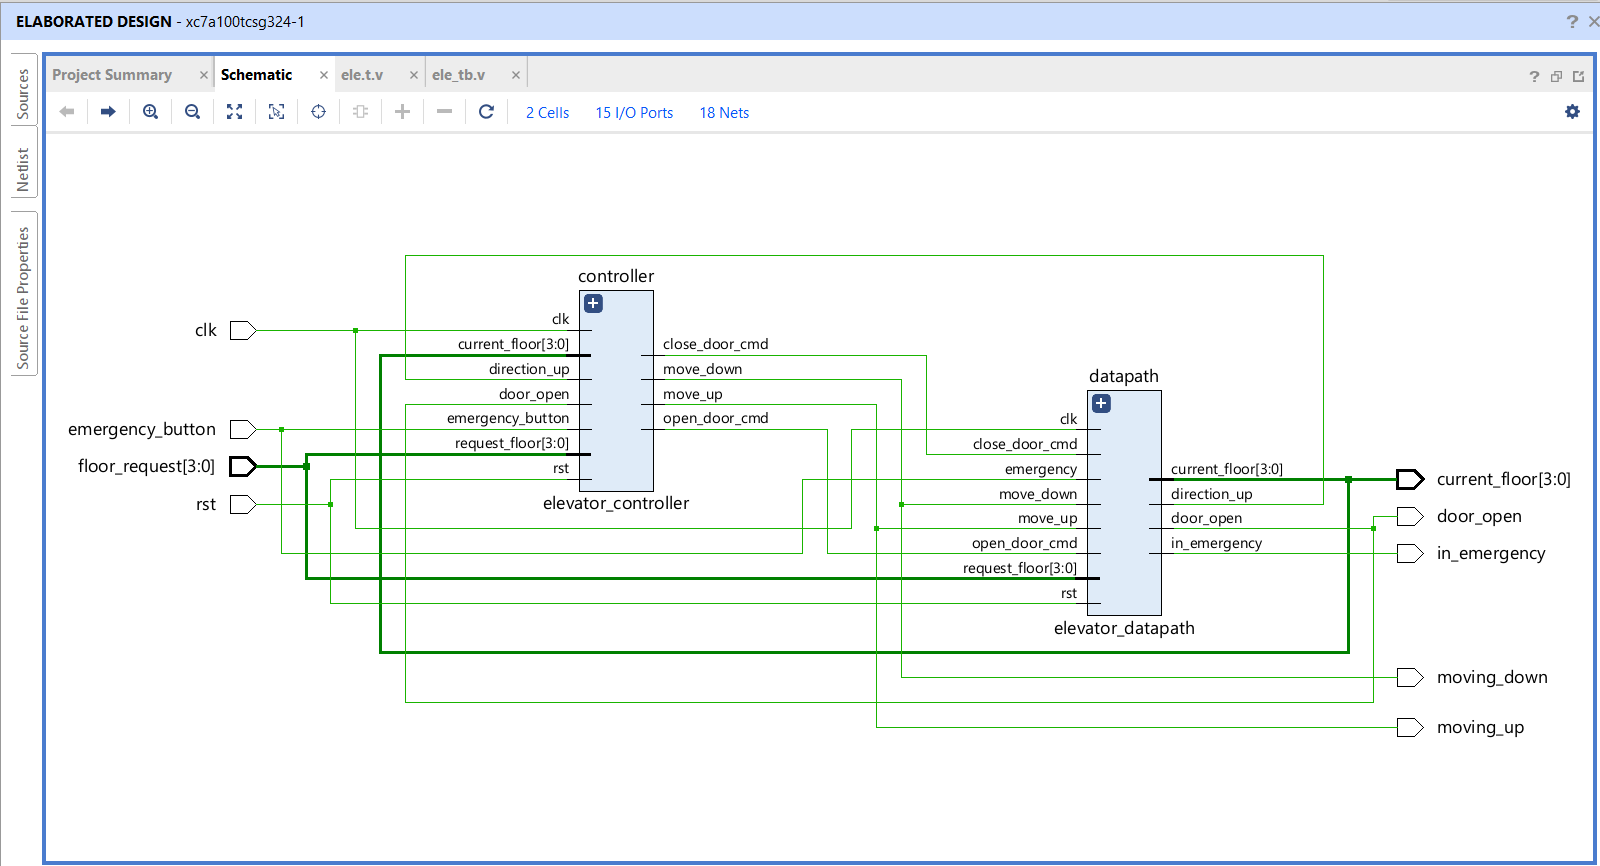 ELABORATED DESIGN - xc7a100tcsg324-1
?
Sources
Netlist
Source File Properties
Project Summary
Schematic
ele.t.v
ele_tb.v
?
2 Cells
15 I/O Ports
18 Nets
clk
emergency_button
floor_request[3:0]
rst
controller
clk
current_floor[3:0]
direction_up
door_open
emergency_button
request_floor[3:0]
rst
close_door_cmd
move_down
move_up
open_door_cmd
elevator_controller
datapath
clk
close_door_cmd
emergency
move_down
move_up
open_door_cmd
request_floor[3:0]
rst
current_floor[3:0]
direction_up
door_open
in_emergency
elevator_datapath
current_floor[3:0]
door_open
in_emergency
moving_down
moving_up